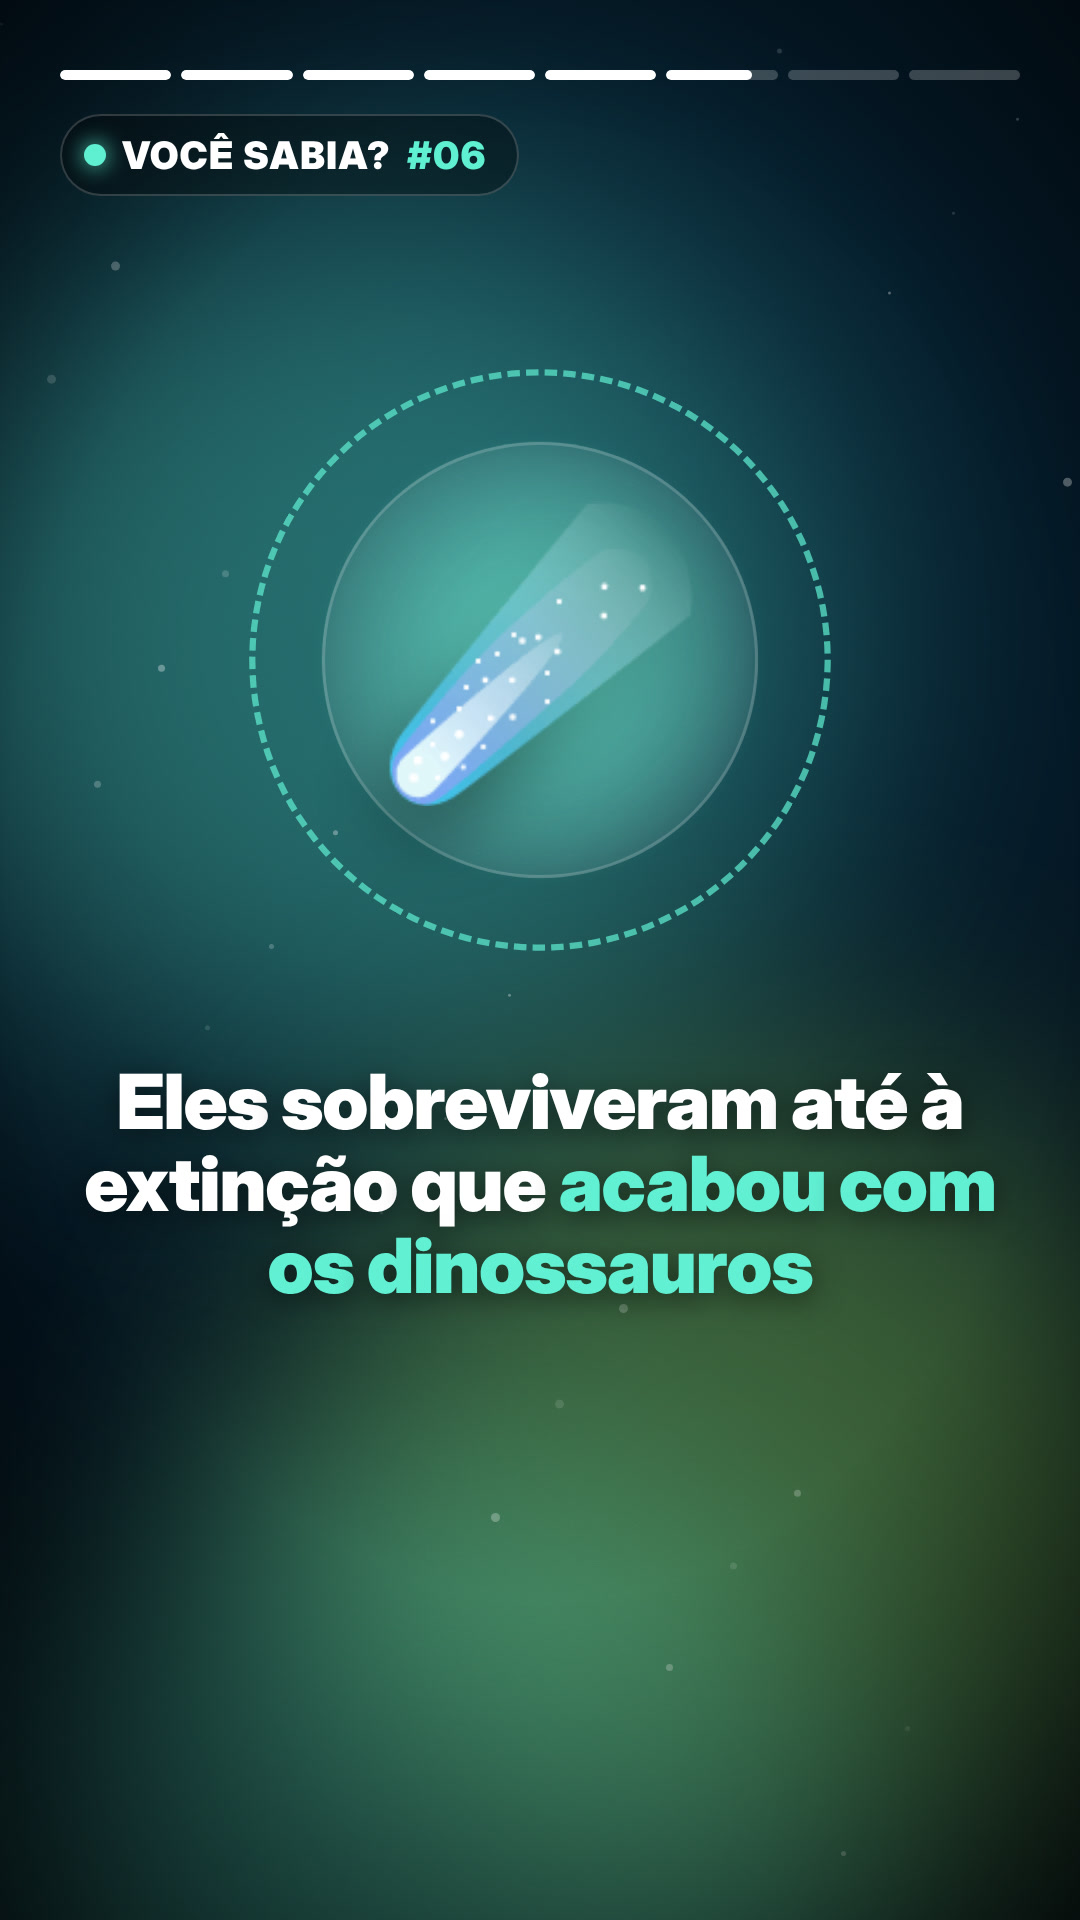 VOCÊ SABIA? #06
Eles sobreviveram até à
extinção que acabou com
os dinossauros